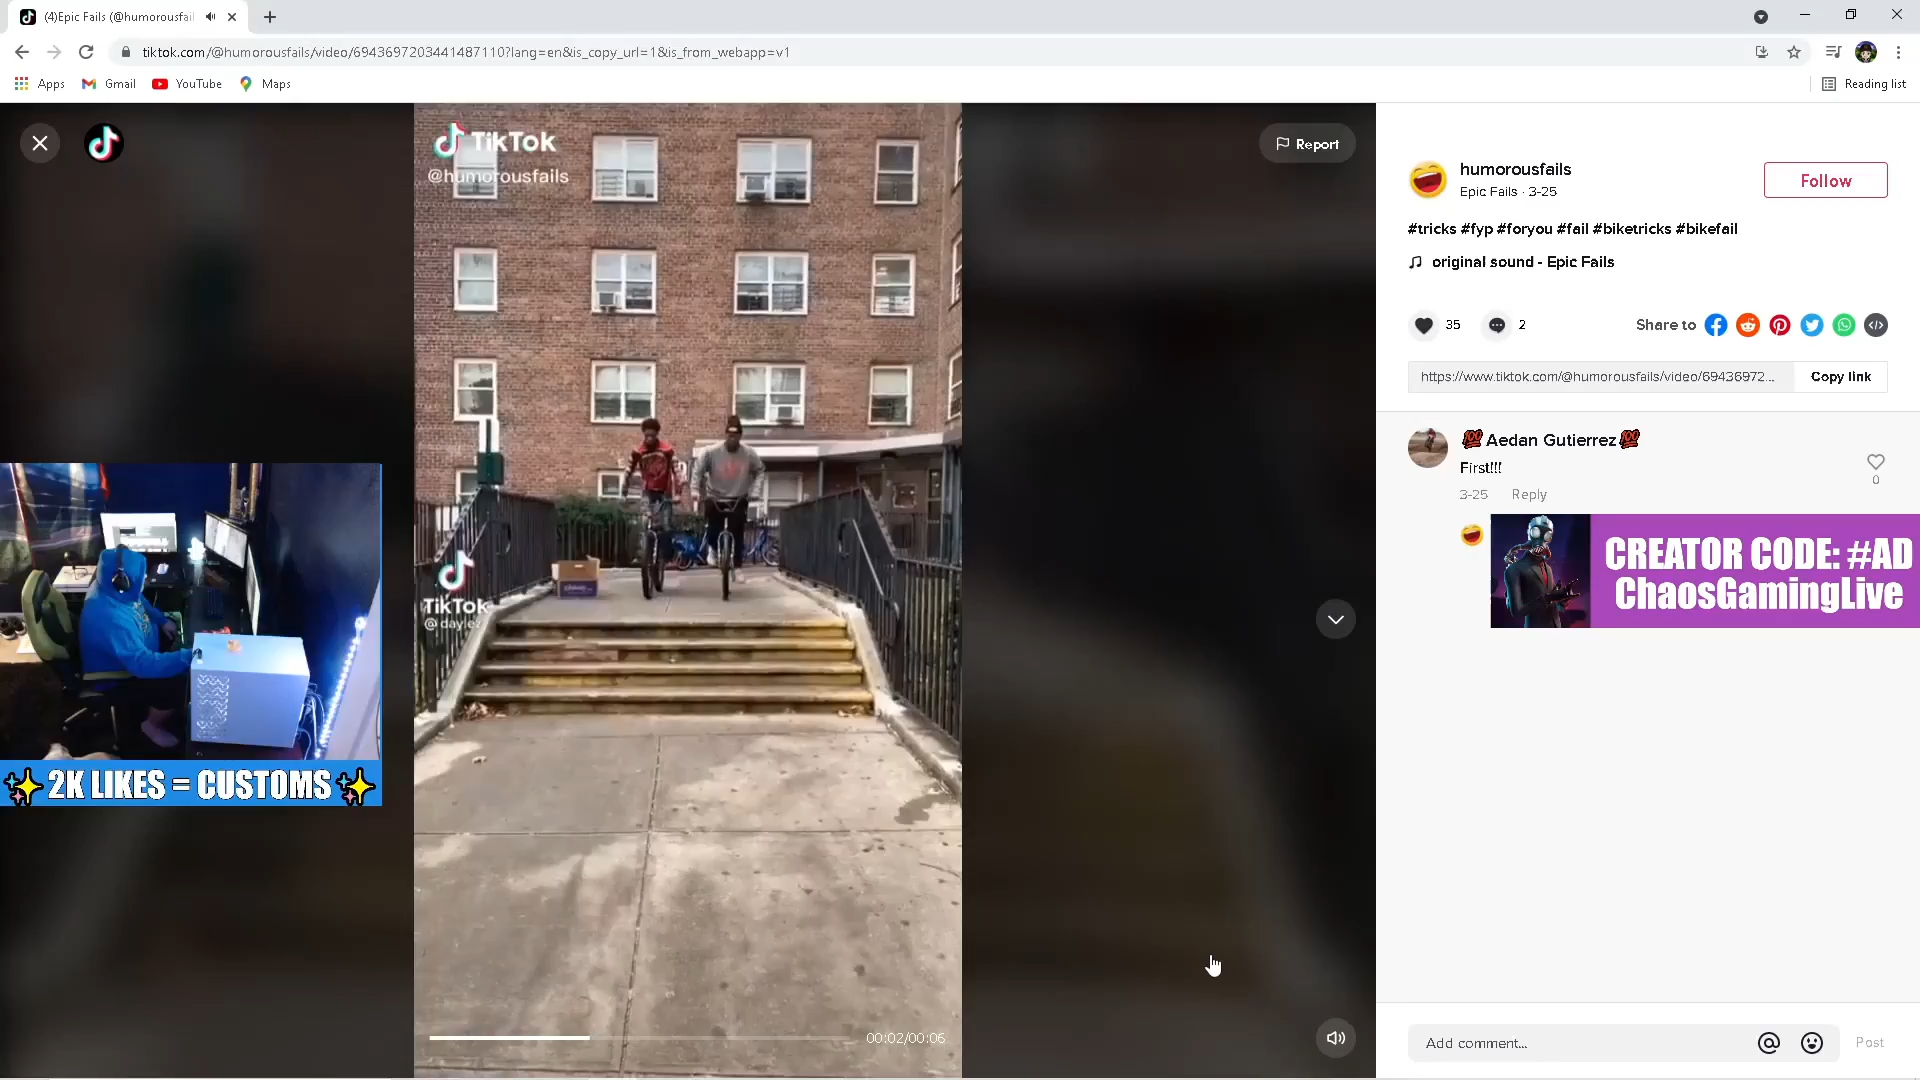 (4)Epic Fails (@humorousfail
tiktok.com/@humorousfails/video/6943697203441487110?lang=en&is_copy_url=1&is_from_webapp=v1
Apps
Gmail
YouTube
Maps
Reading list
TikTok
@humorousfails
Report
humorousfails
Epic Fails · 3-25
Follow
#tricks #fyp #foryou #fail #biketricks #bikefail
original sound - Epic Fails
35
2
Share to
https://www.tiktok.com/@humorousfails/video/69436972...
Copy link
💯Aedan Gutierrez💯
First!!!
0
3-25
Reply
CREATOR CODE: #AD
ChaosGamingLive
TikTok
2K LIKES = CUSTOMS
00:02/00:06
Add comment...
Post